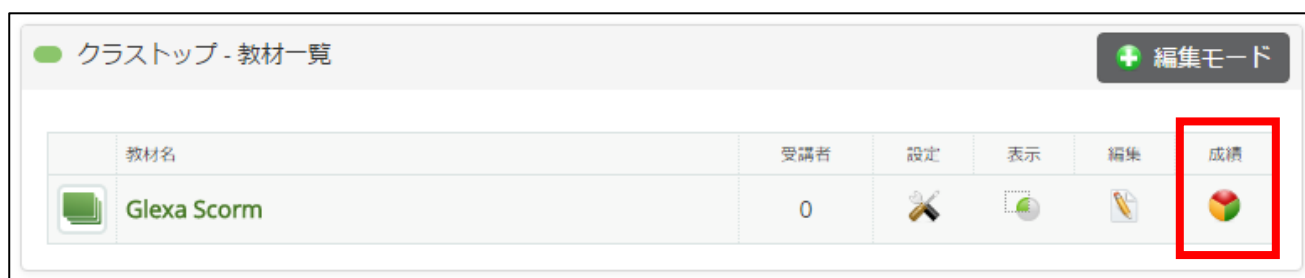 クラストップ - 教材一覧
編集モード
教材名 受講者 設定 表示 編集 成績
Glexa Scorm 0